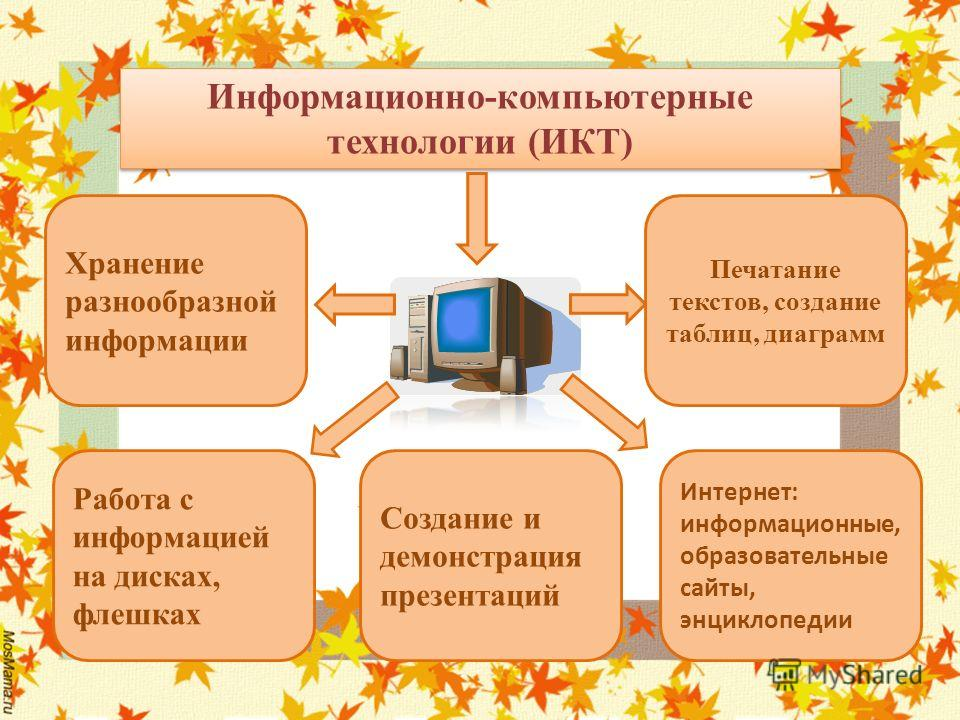 Информационно-компьютерные
технологии (ИКТ)
Хранение
разнообразной
информации
Печатание
текстов, создание
таблиц, диаграмм
Работа с
информацией
на дисках,
флешках
Создание и
демонстрация
презентаций
Интернет:
информационные,
образовательные
сайты,
энциклопедии
MosMama.ru
MyShared